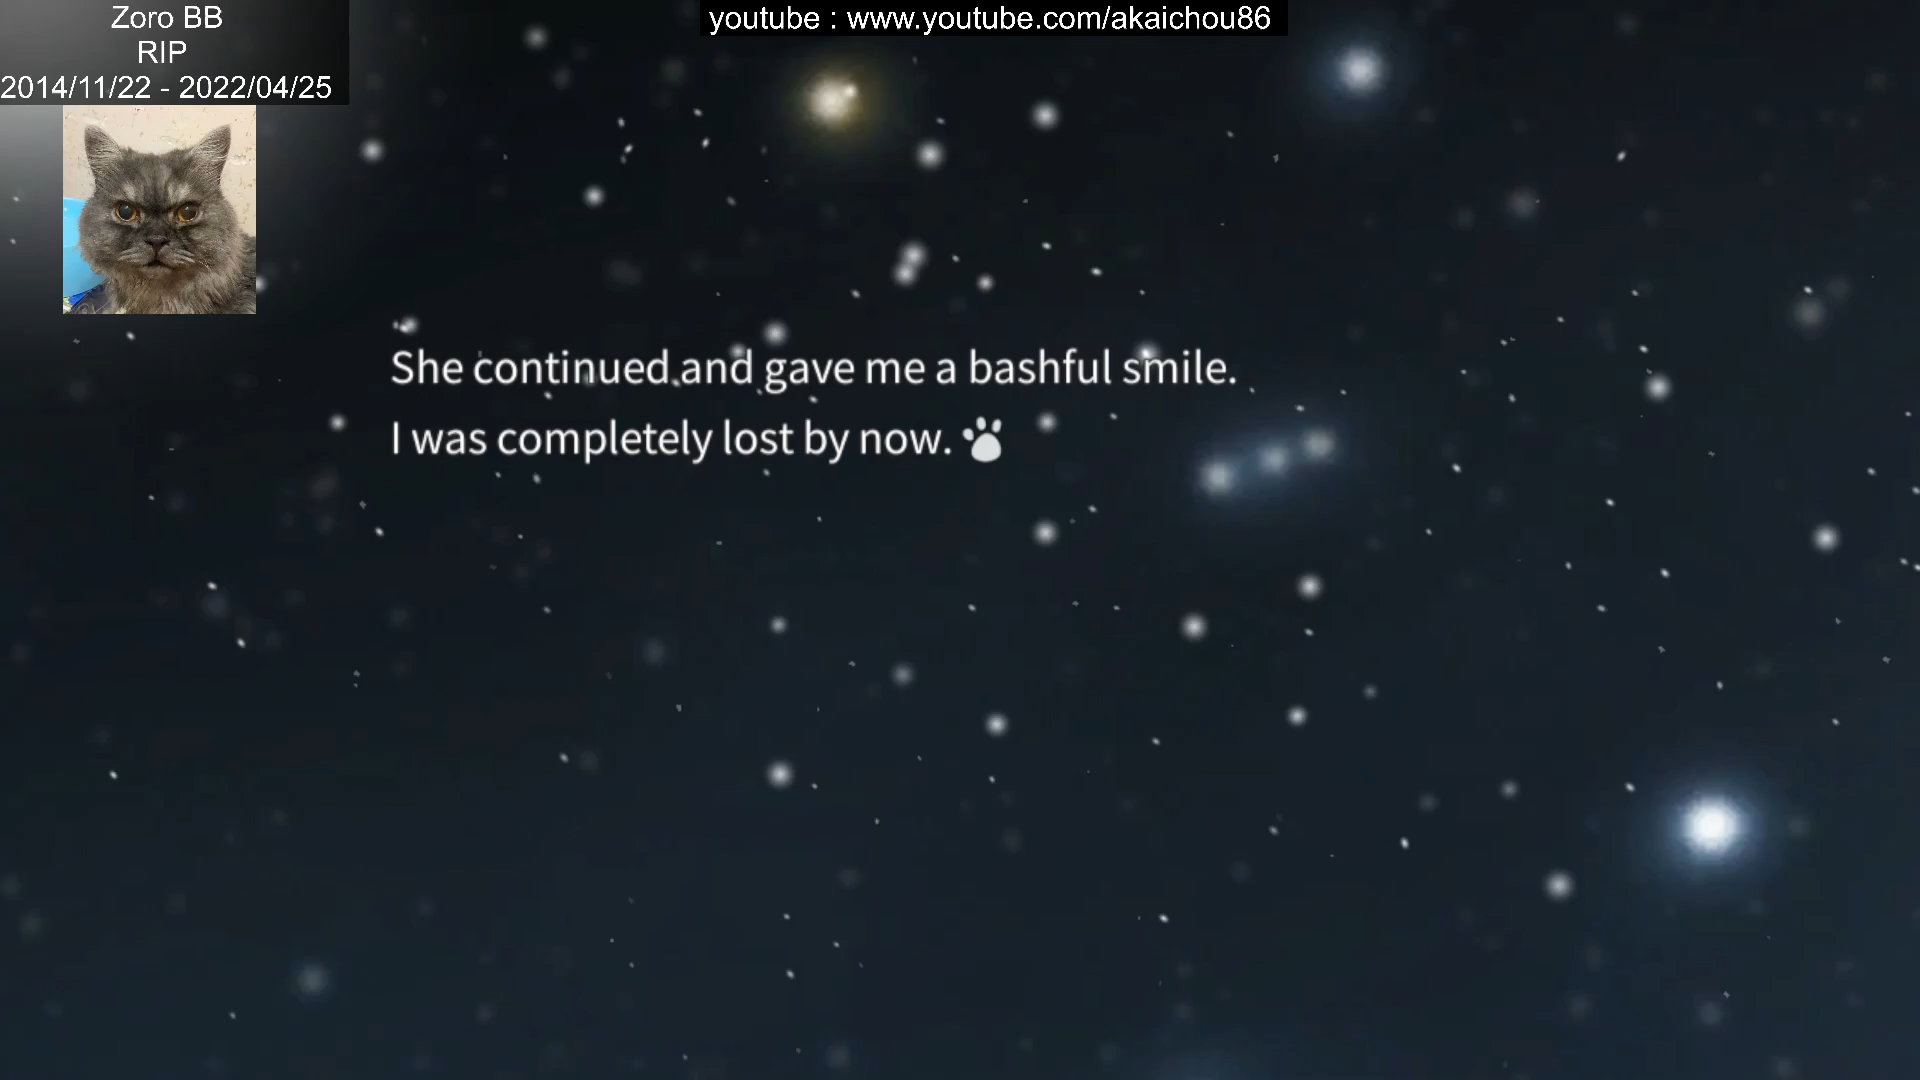 Zoro BB
RIP
2014/11/22 - 2022/04/25
youtube : www.youtube.com/akaichou86
She continued and gave me a bashful smile.
I was completely lost by now.